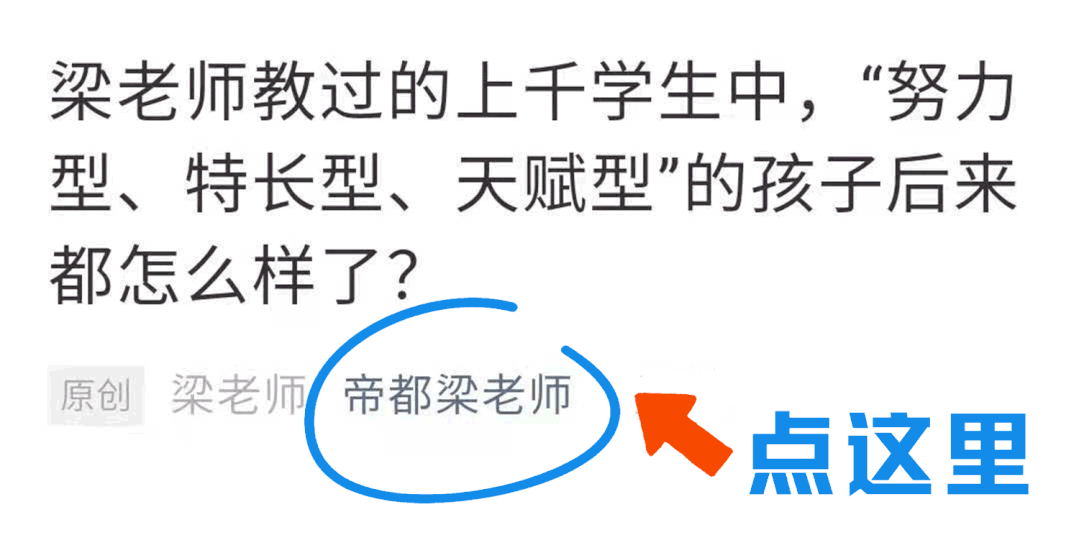 梁老师教过的上千学生中，“努力
型、特长型、天赋型”的孩子后来
都怎么样了？
原创 梁老师 帝都梁老师
点这里